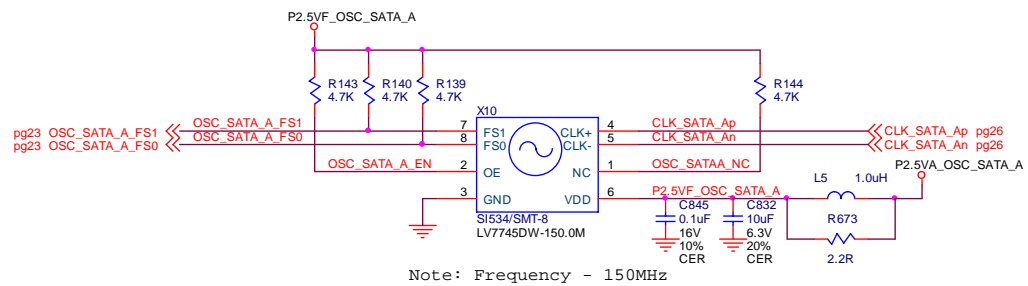 P2.5VF_OSC_SATA_A
R143
4.7K
R140
4.7K
R139
4.7K
R144
4.7K
X10
pg23 OSC_SATA_A_FS1
OSC_SATA_A_FS1
7
FS1
CLK+
4
CLK_SATA_Ap
CLK_SATA_Ap pg26
pg23 OSC_SATA_A_FS0
OSC_SATA_A_FS0
8
FS0
CLK-
5
CLK_SATA_An
CLK_SATA_An pg26
OSC_SATA_A_EN
2
OE
NC
1
OSC_SATAA_NC
P2.5VA_OSC_SATA_A
3
GND
VDD
6
P2.5VF_OSC_SATA_A
L5
1.0uH
SI534/SMT-8
LV7745DW-150.0M
C845
0.1uF
16V
10%
CER
C832
10uF
6.3V
20%
CER
R673
2.2R
Note: Frequency - 150MHz